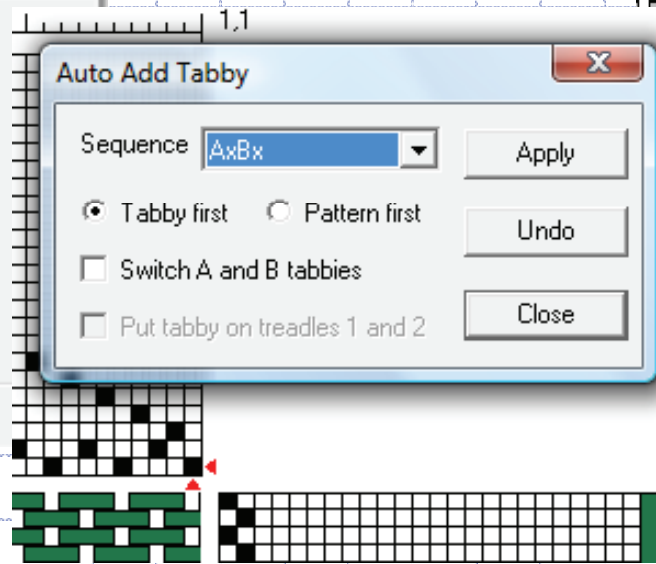 1,1
Auto Add Tabby
Sequence AxBx Apply
Tabby first Pattern first
Undo
Switch A and B tabbies
Close
Put tabby on treadles 1 and 2